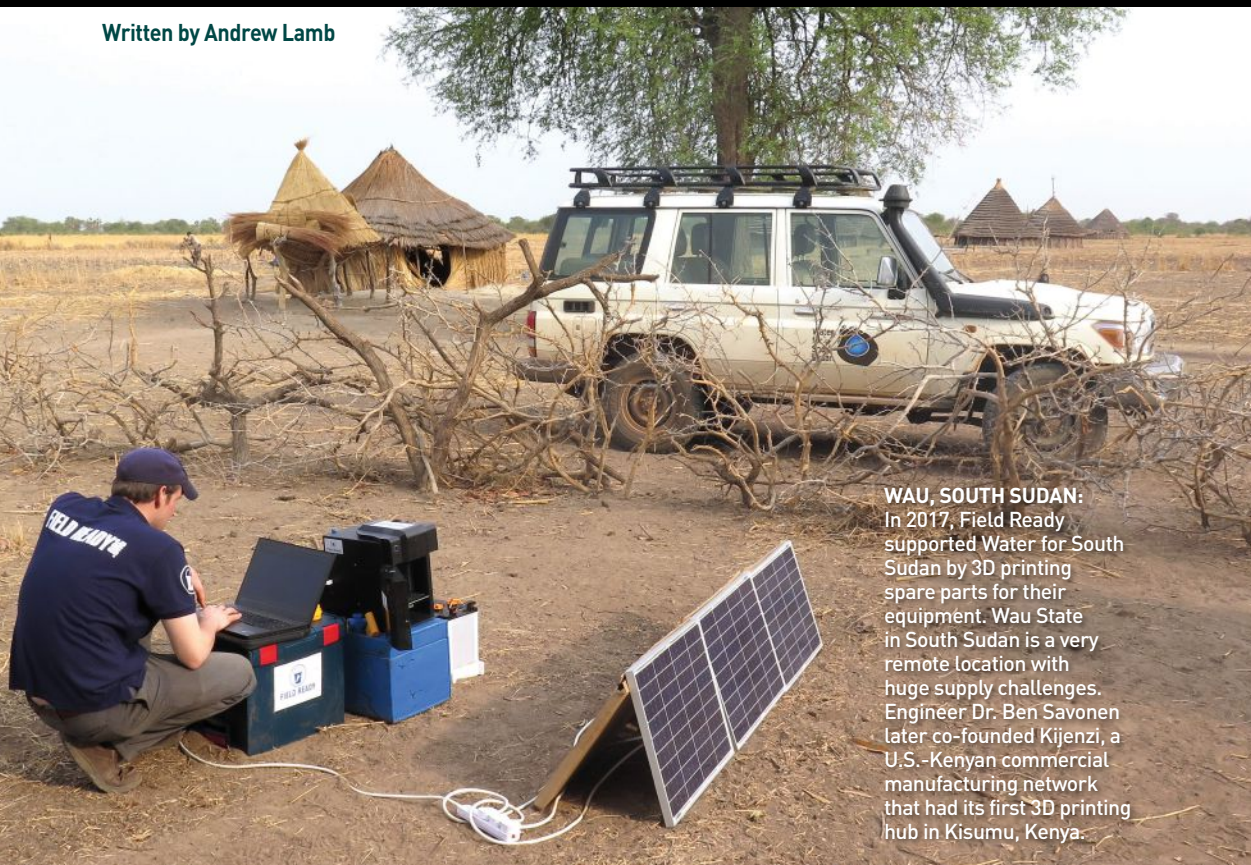 Written by Andrew Lamb
FIELD READY
FIELD READY
WAU, SOUTH SUDAN:
In 2017, Field Ready
supported Water for South
Sudan by 3D printing
spare parts for their
equipment. Wau State
in South Sudan is a very
remote location with
huge supply challenges.
Engineer Dr. Ben Savonen
later co-founded Kijenzi, a
U.S.-Kenyan commercial
manufacturing network
that had its first 3D printing
hub in Kisumu, Kenya.